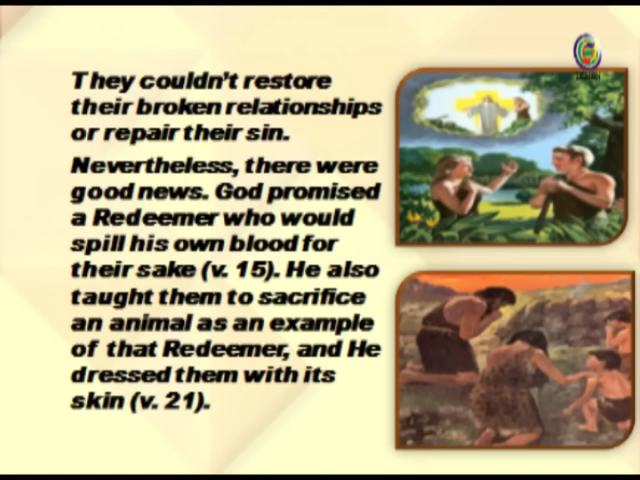 They couldn't restore
their broken relationships
or repair their sin.
Nevertheless, there were
good news. God promised
a Redeemer who would
spill his own blood for
their sake (v. 15). He also
taught them to sacrifice
an animal as an example
of that Redeemer, and He
dressed them with its
skin (v. 21).